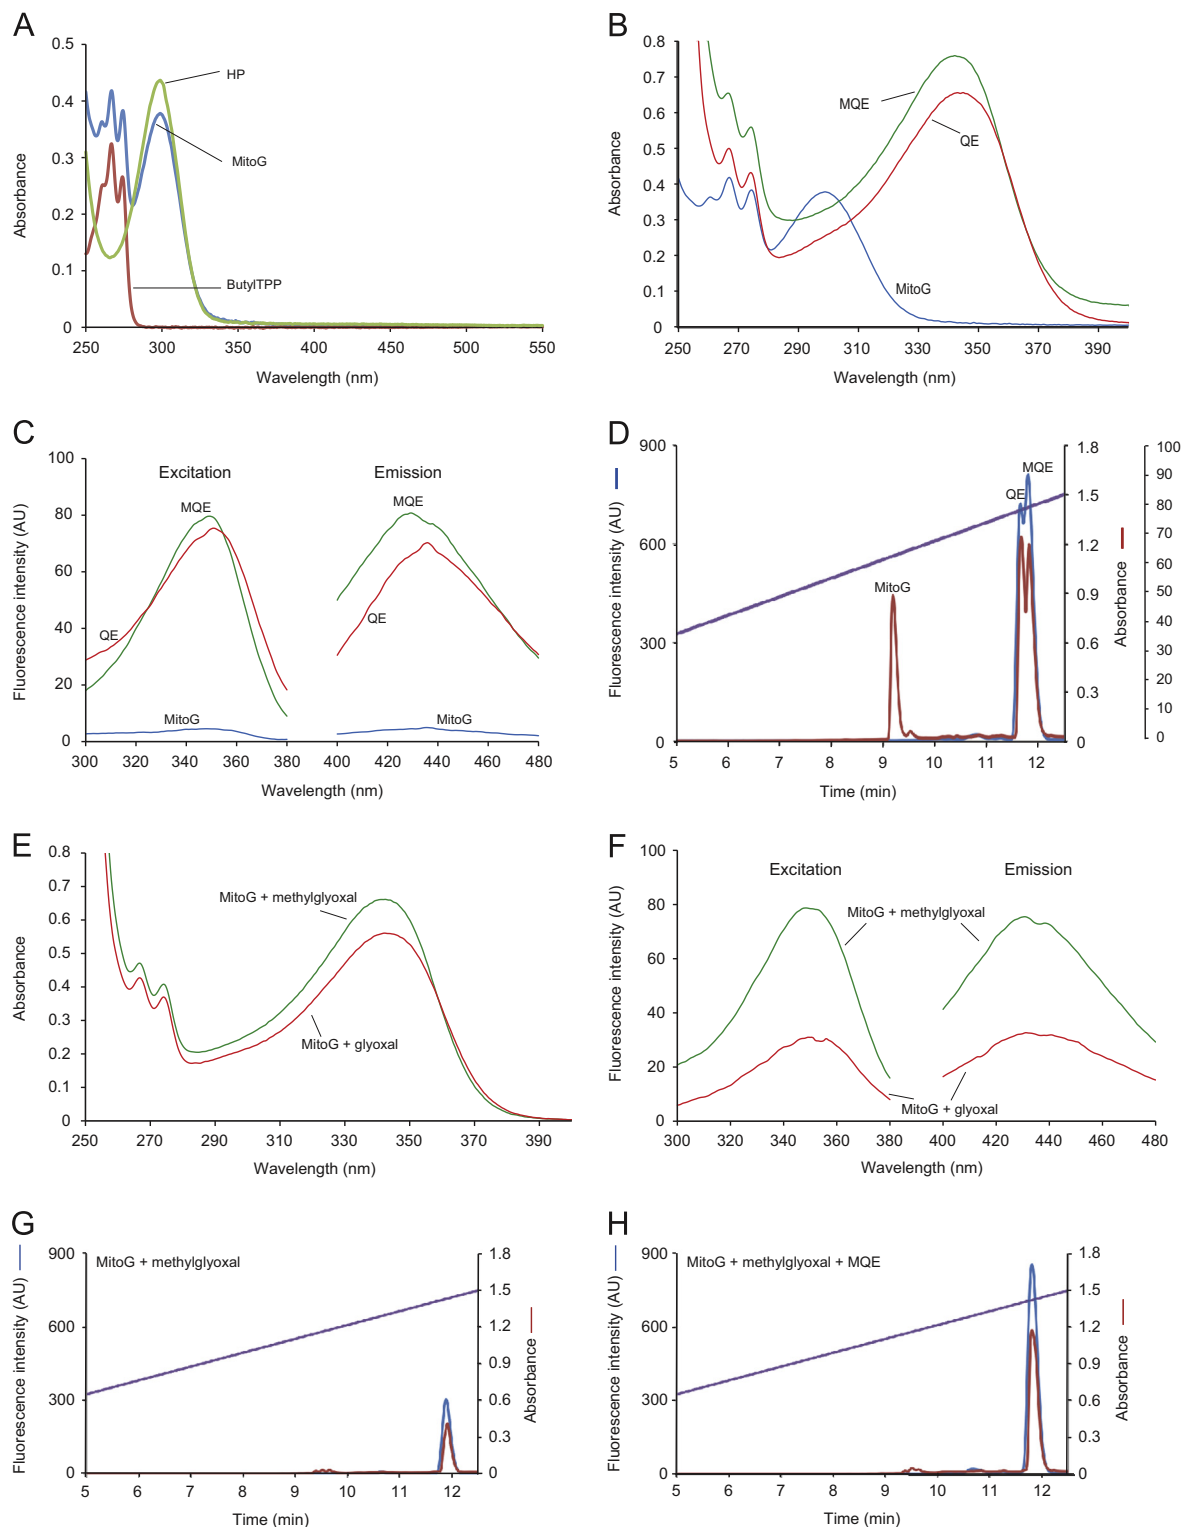 A
0.5
0.4
0.3
0.2
0.1
0
Absorbance
HP
MitoG
ButylTPP
250 300 350 400 450 500 550
Wavelength (nm)
B
0.8
0.7
0.6
0.5
0.4
0.3
0.2
0.1
0
Absorbance
MQE
QE
MitoG
250 270 290 310 330 350 370 390
Wavelength (nm)
C
100
80
60
40
20
0
Fluorescence intensity (AU)
Excitation
Emission
MQE
MQE
QE
QE
MitoG
MitoG
300 320 340 360 380 400 420 440 460 480
Wavelength (nm)
D
900
600
300
0
Fluorescence intensity (AU)
MQE
QE
MitoG
1.8
1.5
1.2
0.9
0.6
0.3
0
Absorbance
100
90
80
70
60
50
40
30
20
10
0
5 6 7 8 9 10 11 12
Time (min)
E
0.8
0.7
0.6
0.5
0.4
0.3
0.2
0.1
0
Absorbance
MitoG + methylglyoxal
MitoG + glyoxal
250 270 290 310 330 350 370 390
Wavelength (nm)
F
100
80
60
40
20
0
Fluorescence intensity (AU)
Excitation
Emission
MitoG + methylglyoxal
MitoG + glyoxal
300 320 340 360 380 400 420 440 460 480
Wavelength (nm)
G
900
600
300
0
Fluorescence intensity (AU)
MitoG + methylglyoxal
1.8
1.5
1.2
0.9
0.6
0.3
0
Absorbance
5 6 7 8 9 10 11 12
Time (min)
H
900
600
300
0
Fluorescence intensity (AU)
MitoG + methylglyoxal + MQE
1.8
1.5
1.2
0.9
0.6
0.3
0
Absorbance
5 6 7 8 9 10 11 12
Time (min)